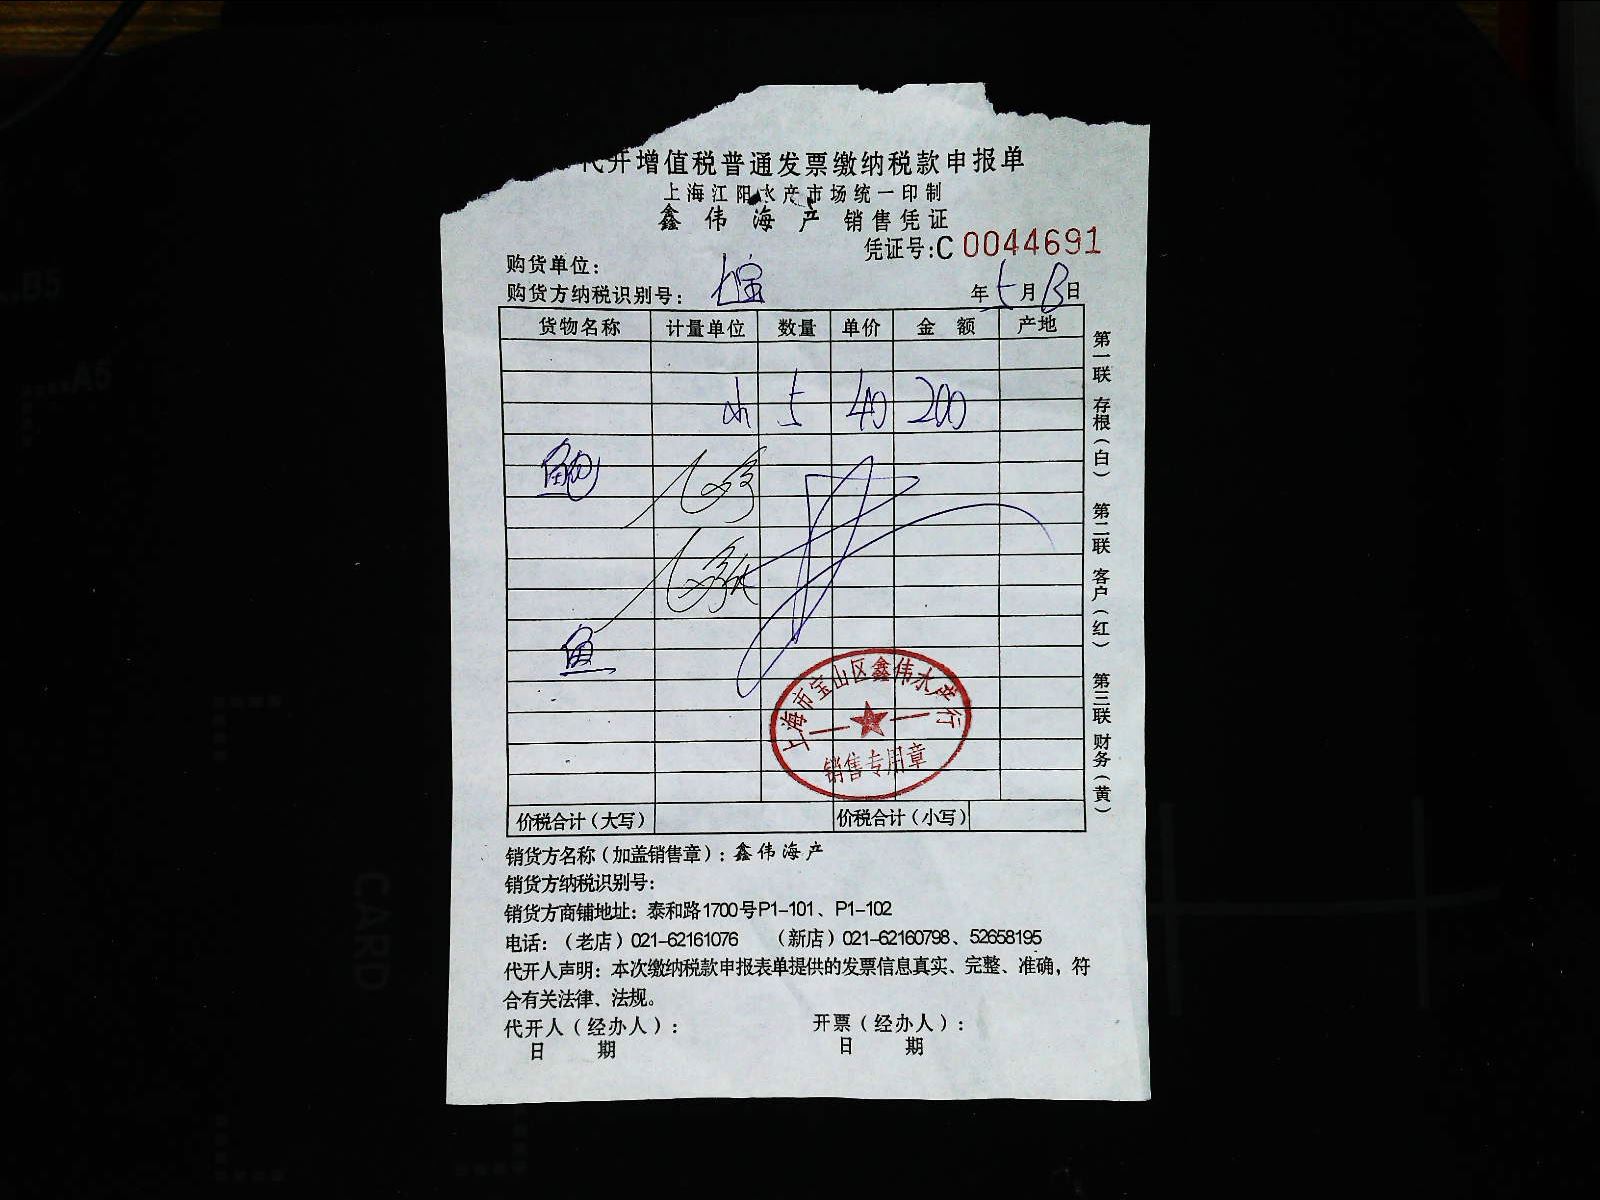 代开增值税普通发票缴纳税款申报单
上海江阳水产市场统一印制
鑫伟海产 销售凭证
凭证号:C 0044691
购货单位:
购货方纳税识别号: 年5月13日
货物名称 计量单位 数量 单价 金额 产地
5 40 200
鱼
上海市宝山区鑫伟水产行
销售专用章
价税合计(大写) 价税合计(小写)
第一联 存根(白) 第二联 客户(红) 第三联 财务(黄)
销货方名称(加盖销售章):鑫伟海产
销货方纳税识别号:
销货方商铺地址:泰和路1700号P1-101、P1-102
电话:(老店)021-62161076 (新店)021-62160798、52658195
代开人声明:本次缴纳税款申报表单提供的发票信息真实、完整、准确,符
合有关法律、法规。
代开人(经办人): 开票(经办人):
日 期 日 期
B5
A5
CARD